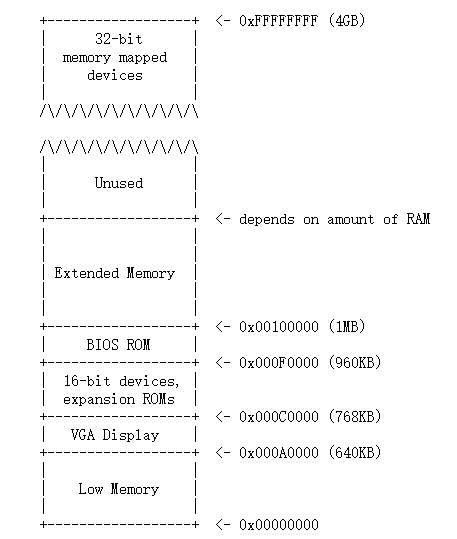 +------------------+  <- 0xFFFFFFFF (4GB)
|      32-bit      |
|  memory mapped   |
|     devices      |
|                  |
/\/\/\/\/\/\/\/\/\/\
/\/\/\/\/\/\/\/\/\/\
|                  |
|      Unused      |
|                  |
+------------------+  <- depends on amount of RAM
|                  |
|                  |
| Extended Memory  |
|                  |
|                  |
+------------------+  <- 0x00100000 (1MB)
|     BIOS ROM     |
+------------------+  <- 0x000F0000 (960KB)
|  16-bit devices, |
|  expansion ROMs  |
+------------------+  <- 0x000C0000 (768KB)
|   VGA Display    |
+------------------+  <- 0x000A0000 (640KB)
|                  |
|    Low Memory    |
|                  |
+------------------+  <- 0x00000000